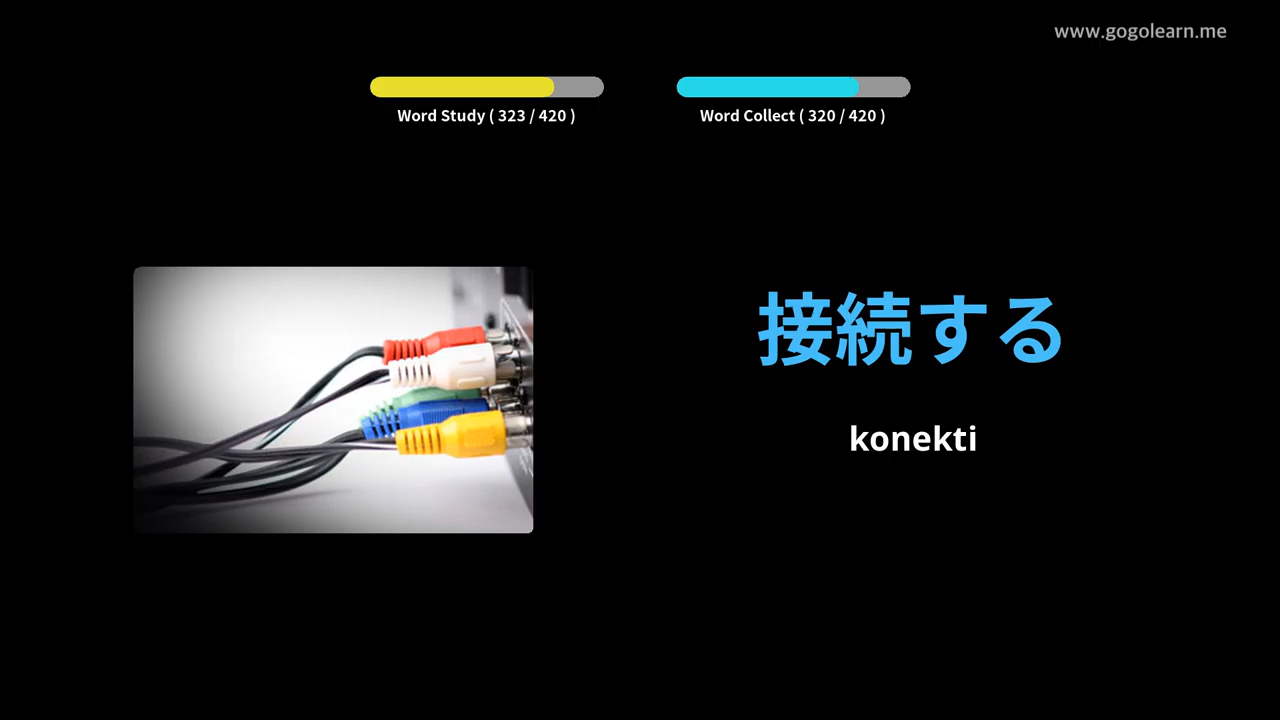 www.gogolearn.me
Word Study ( 323 / 420 )
Word Collect ( 320 / 420 )
接続する
konekti